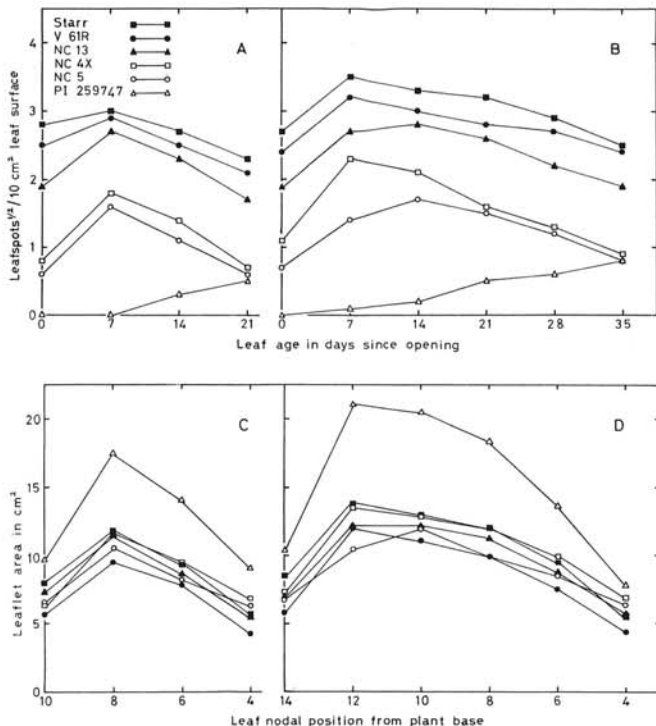 Starr
V 61R
NC 13
NC 4X
NC 5
PI 259747
A
B
4
3
2
1
0
Leafspots^1/2/10 cm² leaf surface
0 7 14 21
0 7 14 21 28 35
Leaf age in days since opening
C
D
20
15
10
5
0
Leaflet area in cm²
10 8 6 4
14 12 10 8 6 4
Leaf nodal position from plant base